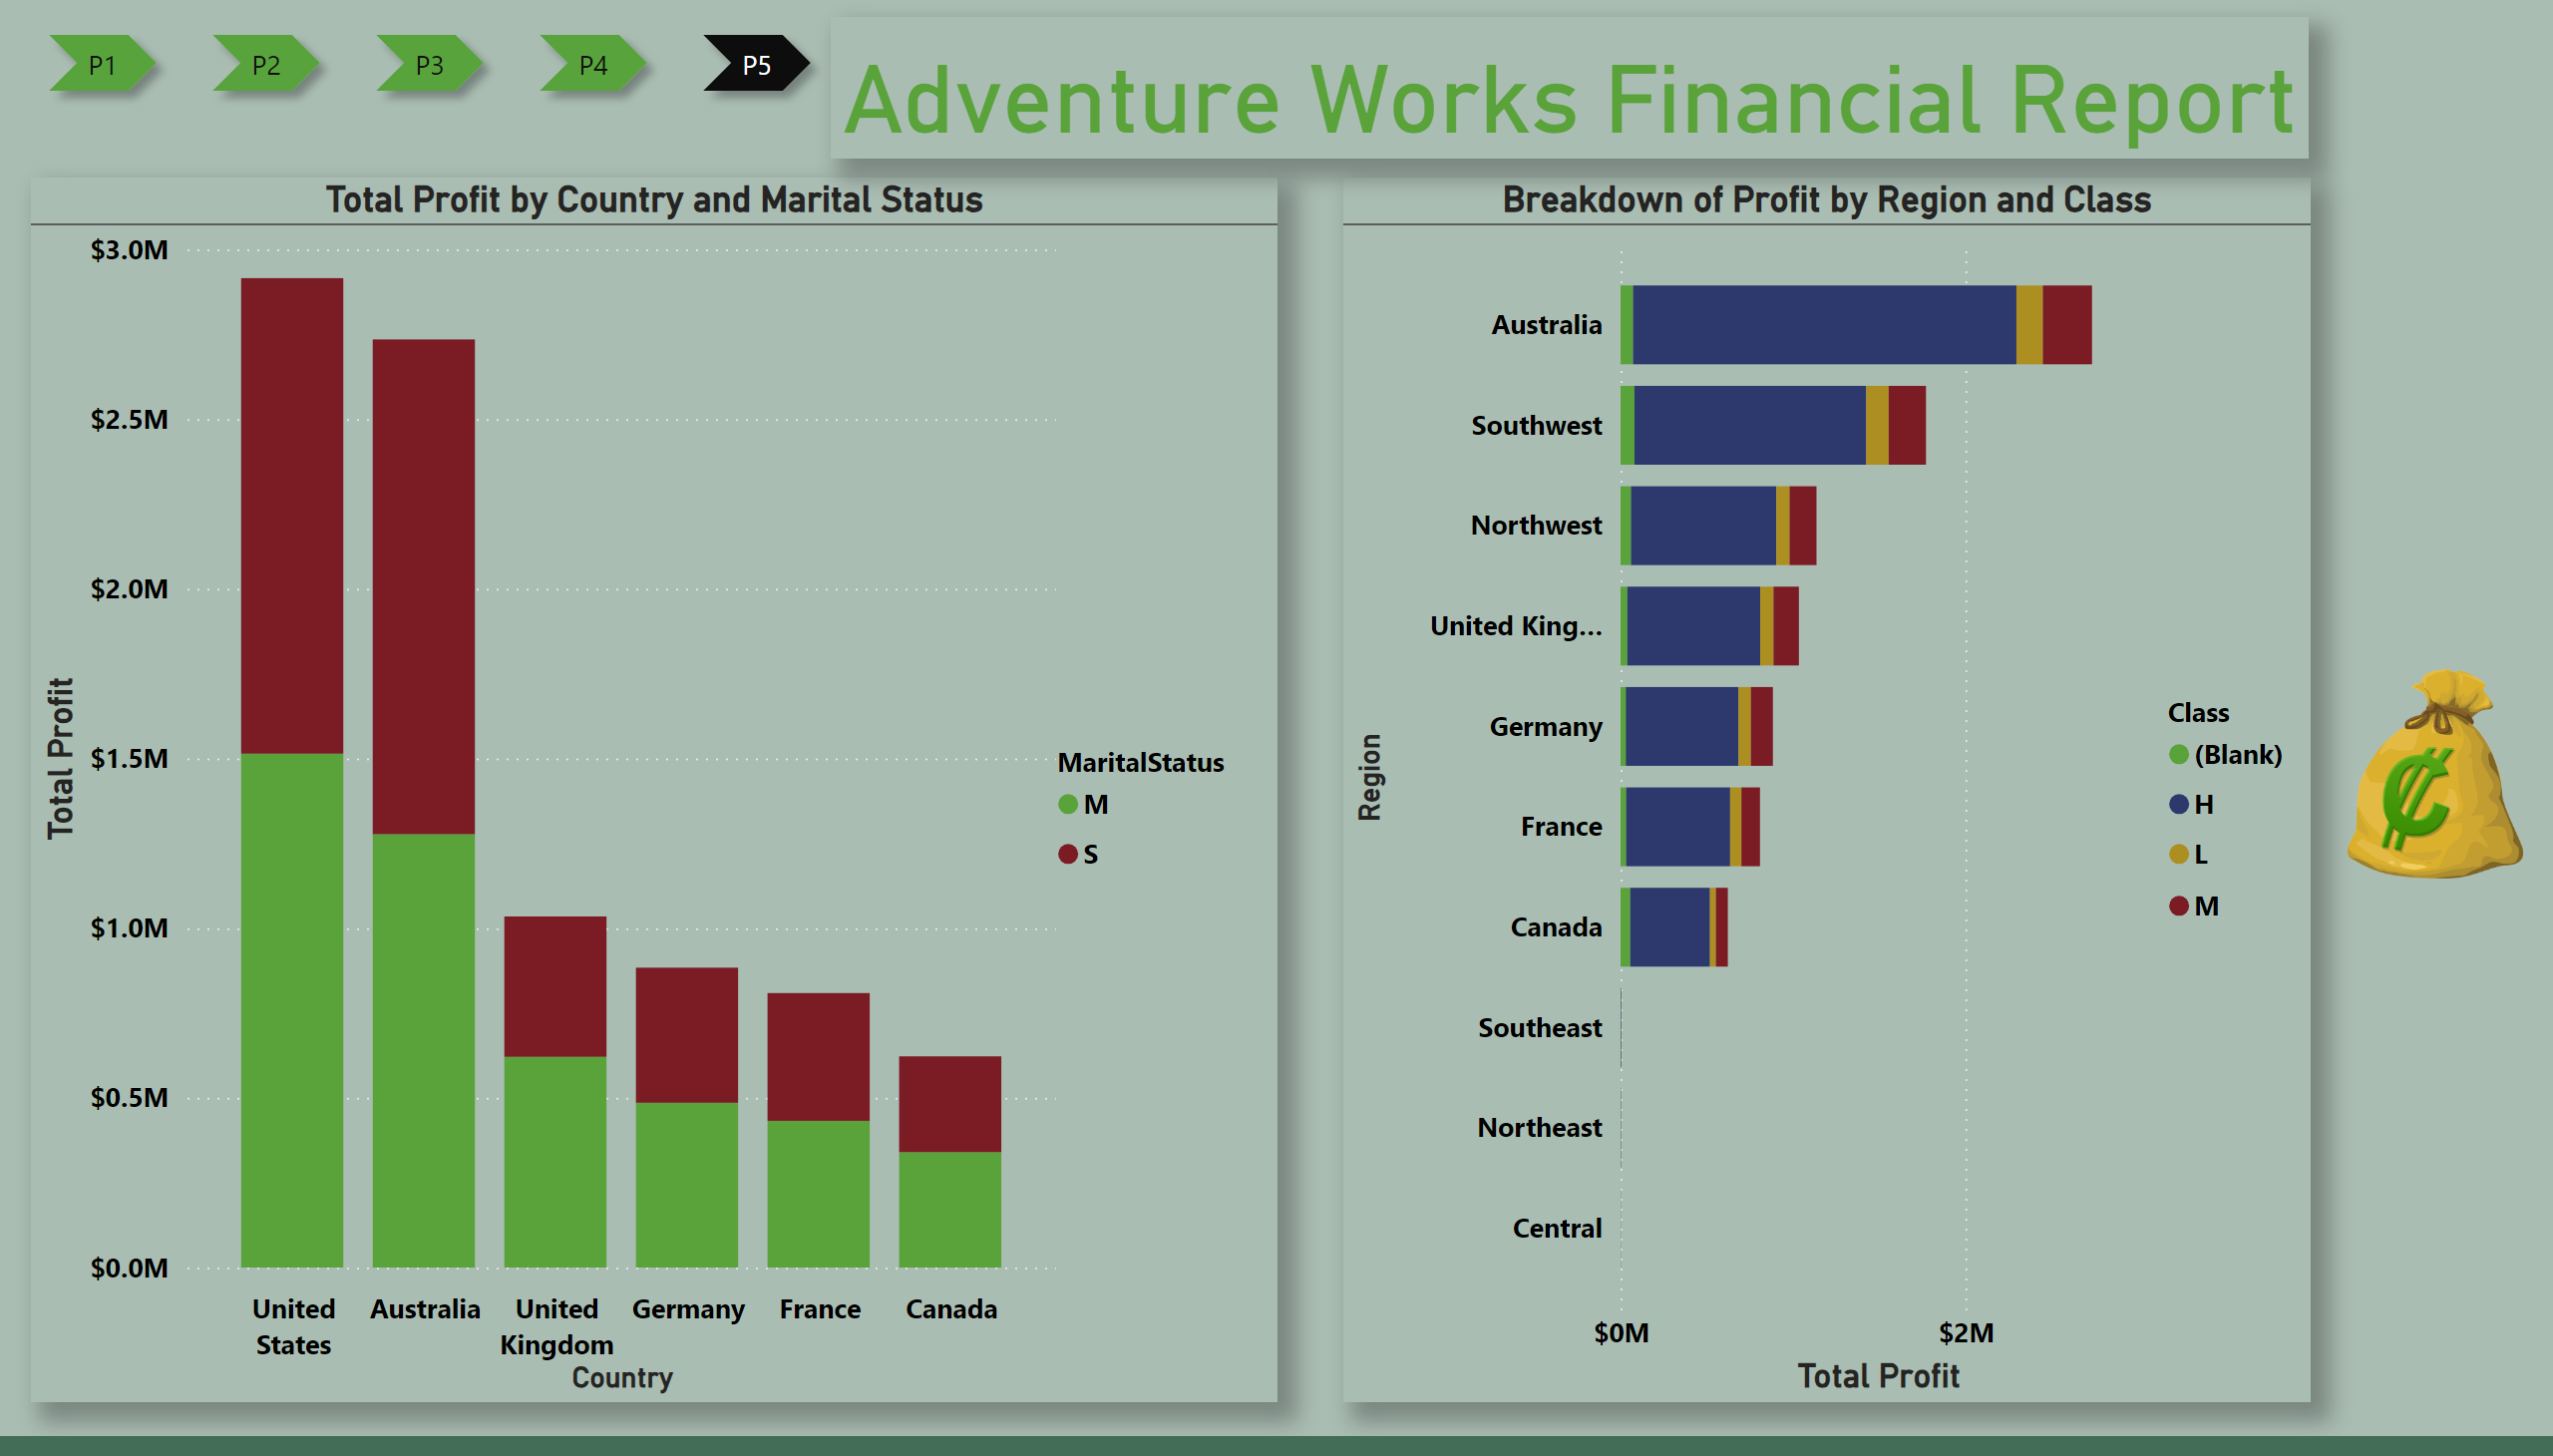 P1
P2
P3
P4
P5
Adventure Works Financial Report
Total Profit by Country and Marital Status
Total Profit
$3.0M
$2.5M
$2.0M
$1.5M
$1.0M
$0.5M
$0.0M
United States
Australia
United Kingdom
Germany
France
Canada
Country
MaritalStatus
M
S
Breakdown of Profit by Region and Class
Region
Australia
Southwest
Northwest
United King...
Germany
France
Canada
Southeast
Northeast
Central
$0M
$2M
Total Profit
Class
(Blank)
H
L
M
₵